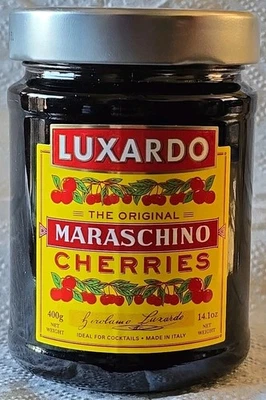 LUXARDO
THE ORIGINAL
MARASCHINO
CHERRIES
400g 14.1oz
NET Girolamo Luxardo NET
WEIGHT WEIGHT
IDEAL FOR COCKTAILS • MADE IN ITALY